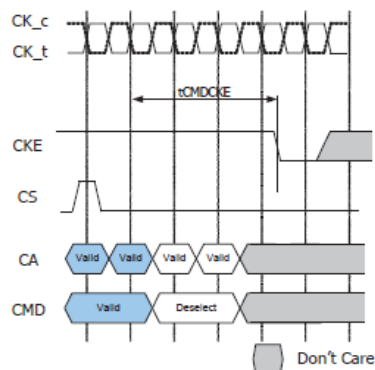 CK_c
CK_t
tCMDCKE
CKE
CS
CA Valid Valid Valid Valid
CMD Valid Deselect
Don't Care